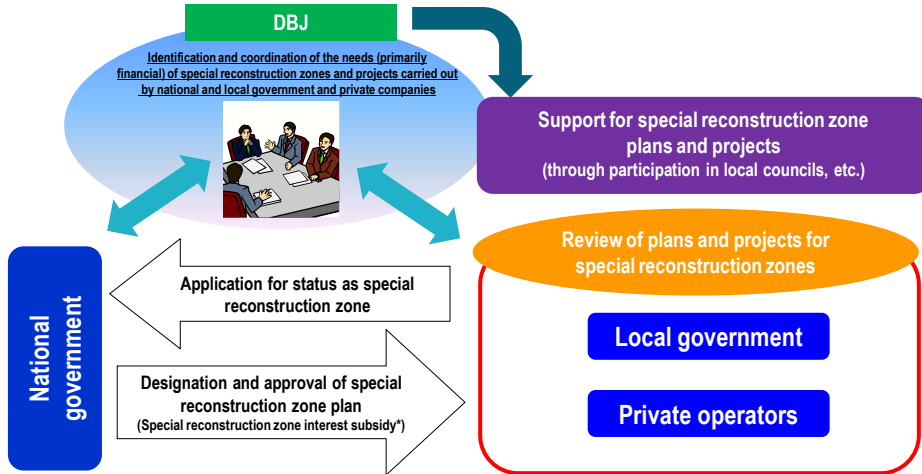 DBJ
Identification and coordination of the needs (primarily
financial) of special reconstruction zones and projects carried out
by national and local government and private companies
Support for special reconstruction zone
plans and projects
(through participation in local councils, etc.)
Review of plans and projects for
special reconstruction zones
National
government
Application for status as special
reconstruction zone
Local government
Designation and approval of special
reconstruction zone plan
(Special reconstruction zone interest subsidy*)
Private operators